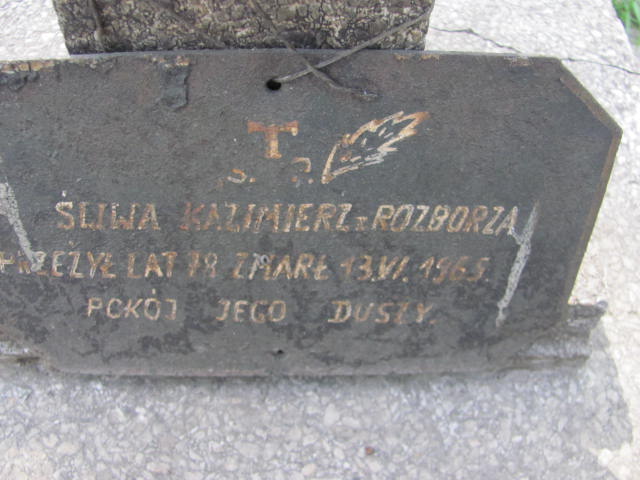 T
Ś. P.
ŚLIWA KAZIMIERZ z ROZBORZA
PRZEŻYŁ LAT 78 ZMARŁ 13.VI.1965.
POKÓJ JEGO DUSZY.